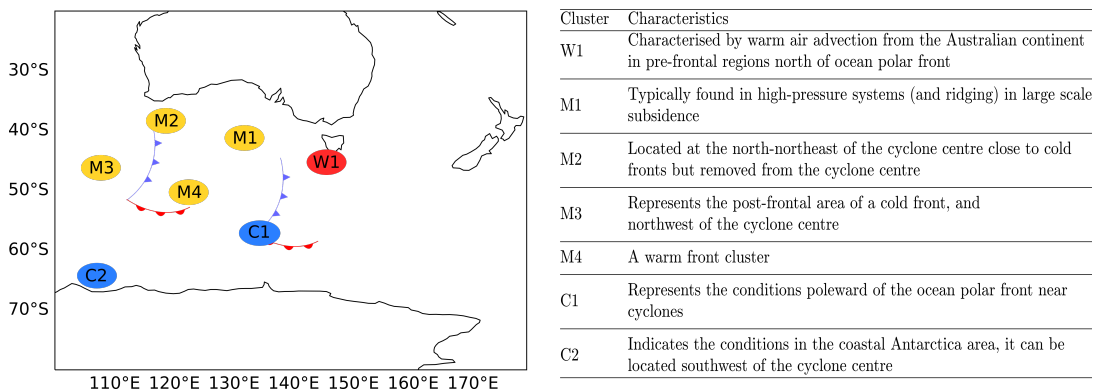 30°S
40°S
50°S
60°S
70°S
M2
M1
W1
M3
M4
C1
C2
110°E 120°E 130°E 140°E 150°E 160°E 170°E
Cluster Characteristics
W1
Characterised by warm air advection from the Australian continent
in pre-frontal regions north of ocean polar front
M1
Typically found in high-pressure systems (and ridging) in large scale
subsidence
M2
Located at the north-northeast of the cyclone centre close to cold
fronts but removed from the cyclone centre
M3
Represents the post-frontal area of a cold front, and
northwest of the cyclone centre
M4 A warm front cluster
C1
Represents the conditions poleward of the ocean polar front near
cyclones
C2
Indicates the conditions in the coastal Antarctica area, it can be
located southwest of the cyclone centre